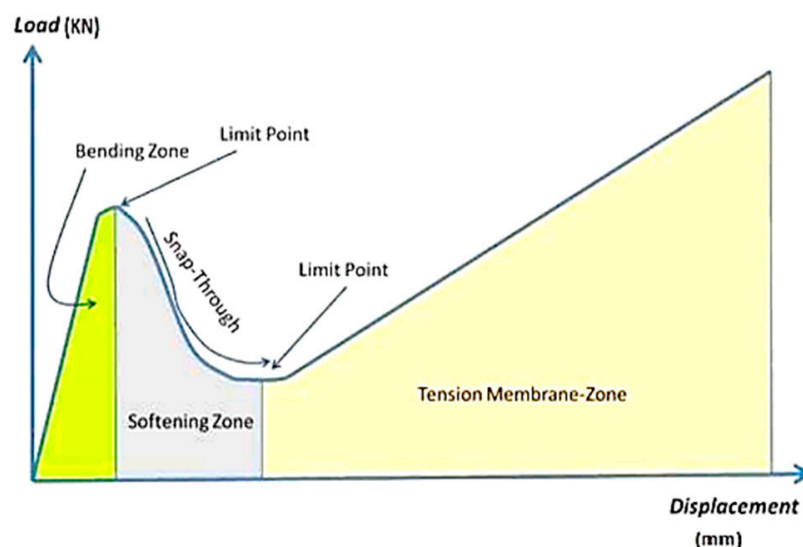 Load (KN)
Limit Point
Bending Zone
Snap-Through
Limit Point
Tension Membrane-Zone
Softening Zone
Displacement
(mm)